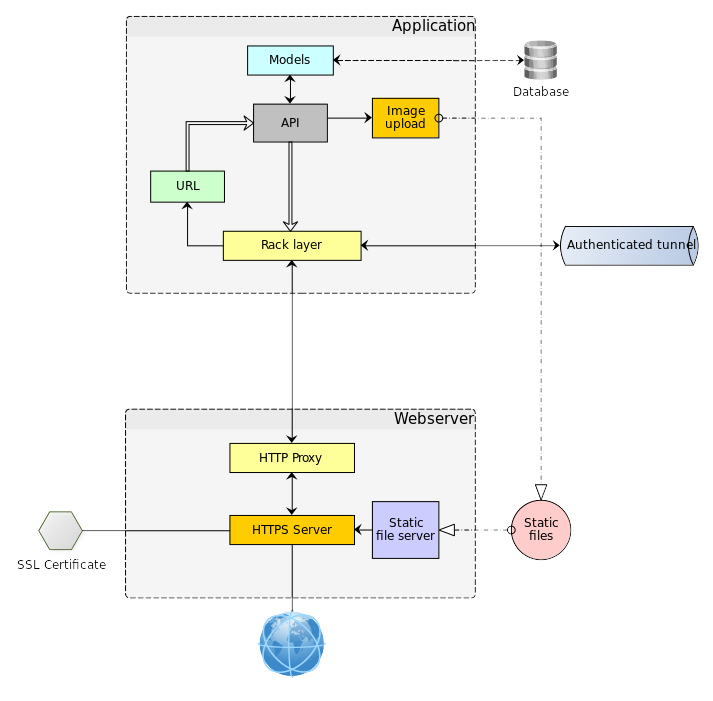 Application
Models
Database
API
Image
upload
URL
Rack layer
Authenticated tunnel
Webserver
HTTP Proxy
HTTPS Server
Static
file server
Static
files
SSL Certificate